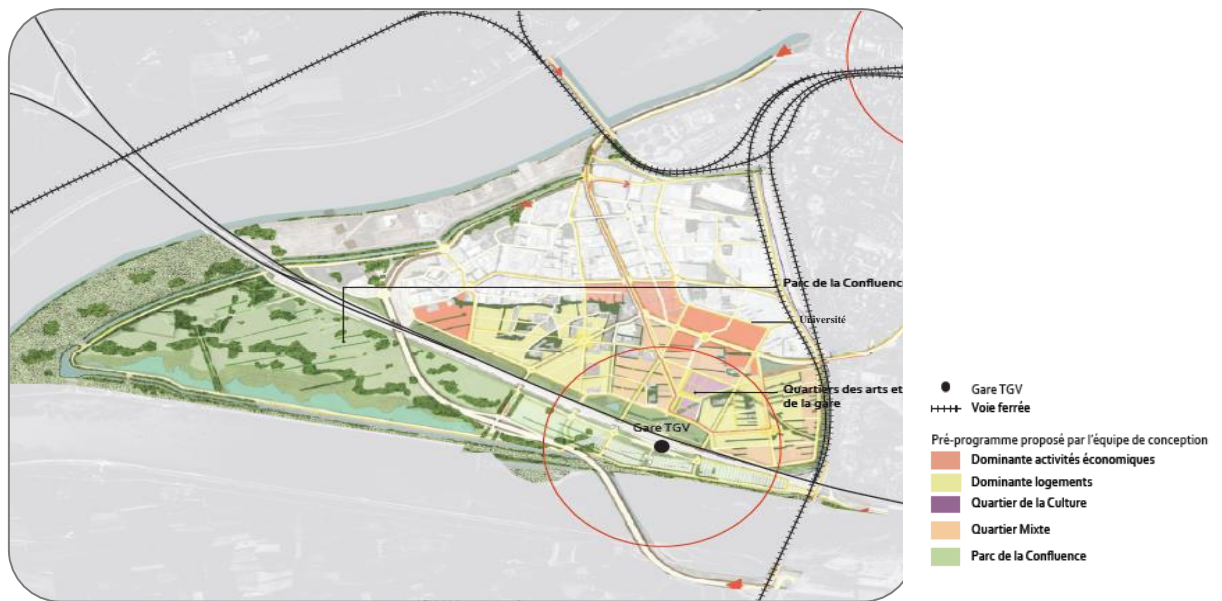 Parc de la Confluence
Université
Quartiers des arts et
de la gare
Gare TGV
Gare TGV
Voie ferrée
Pré-programme proposé par l'équipe de conception
Dominante activités économiques
Dominante logements
Quartier de la Culture
Quartier Mixte
Parc de la Confluence